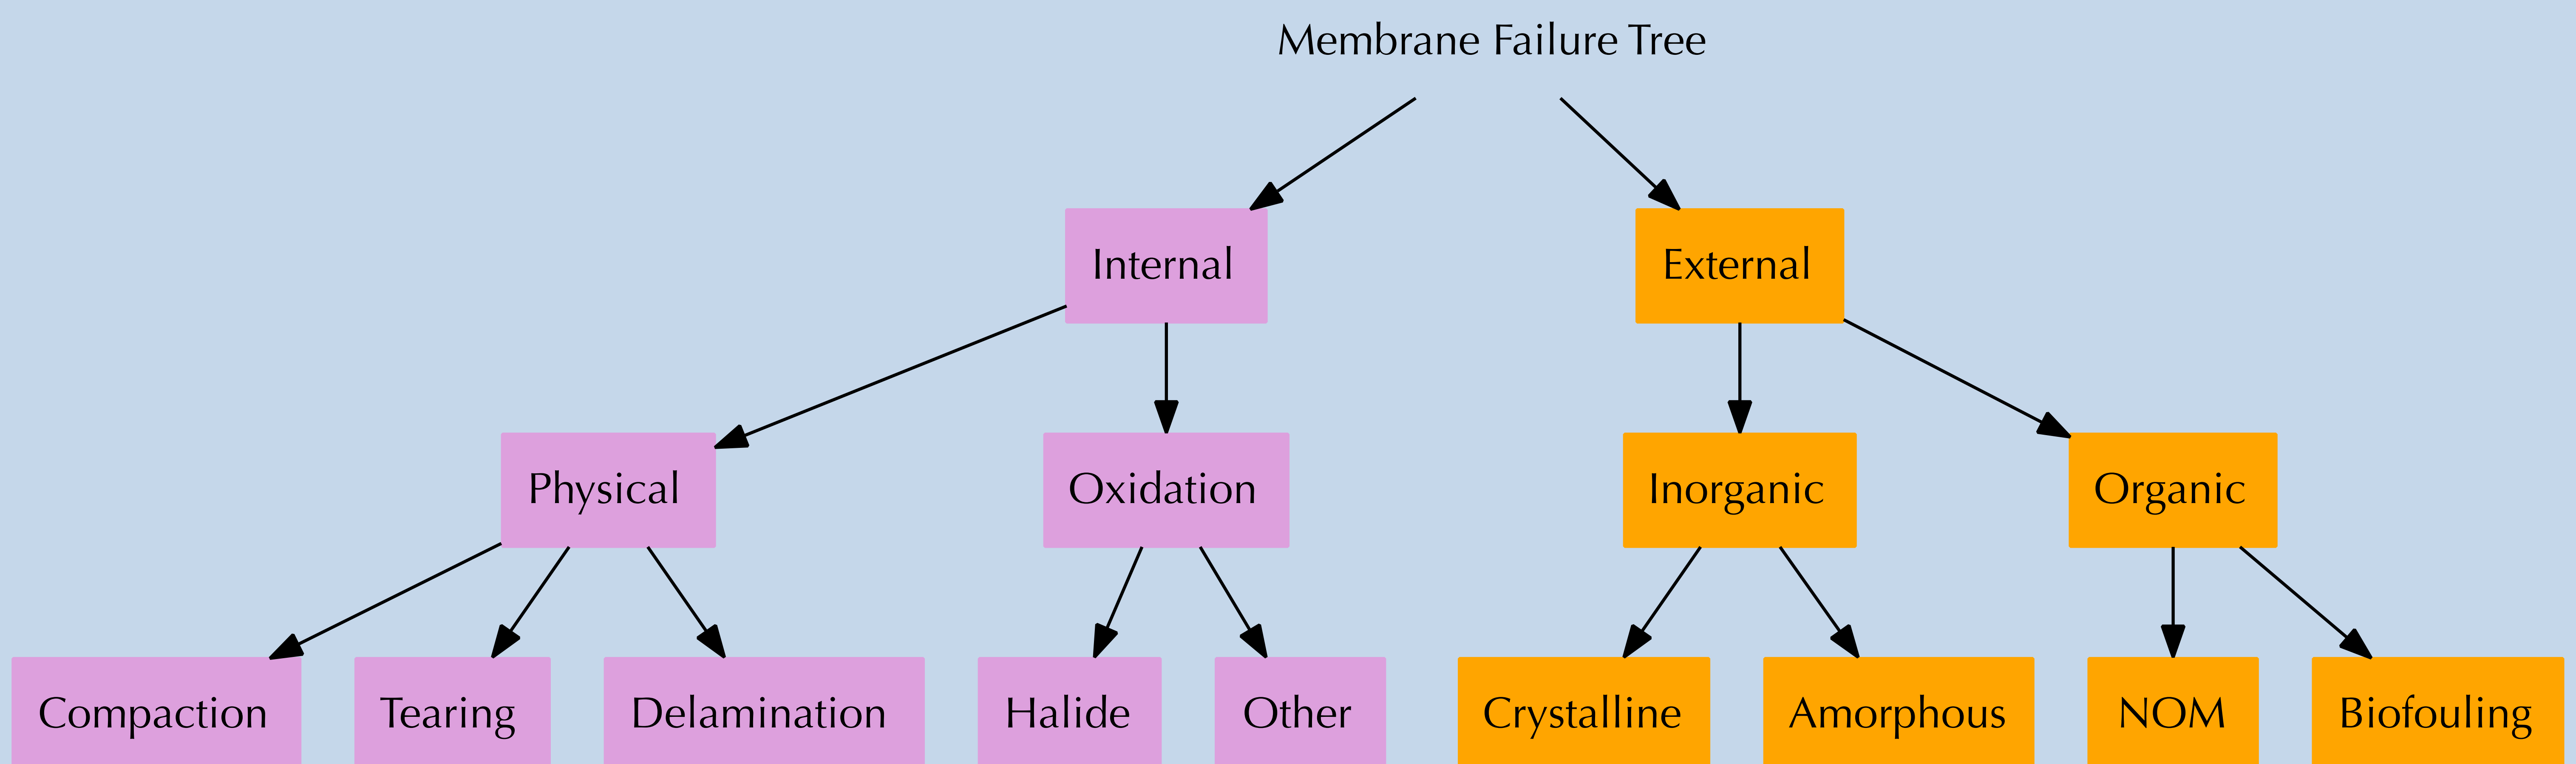 Membrane Failure Tree
Internal
External
Physical
Oxidation
Inorganic
Organic
Compaction
Tearing
Delamination
Halide
Other
Crystalline
Amorphous
NOM
Biofouling